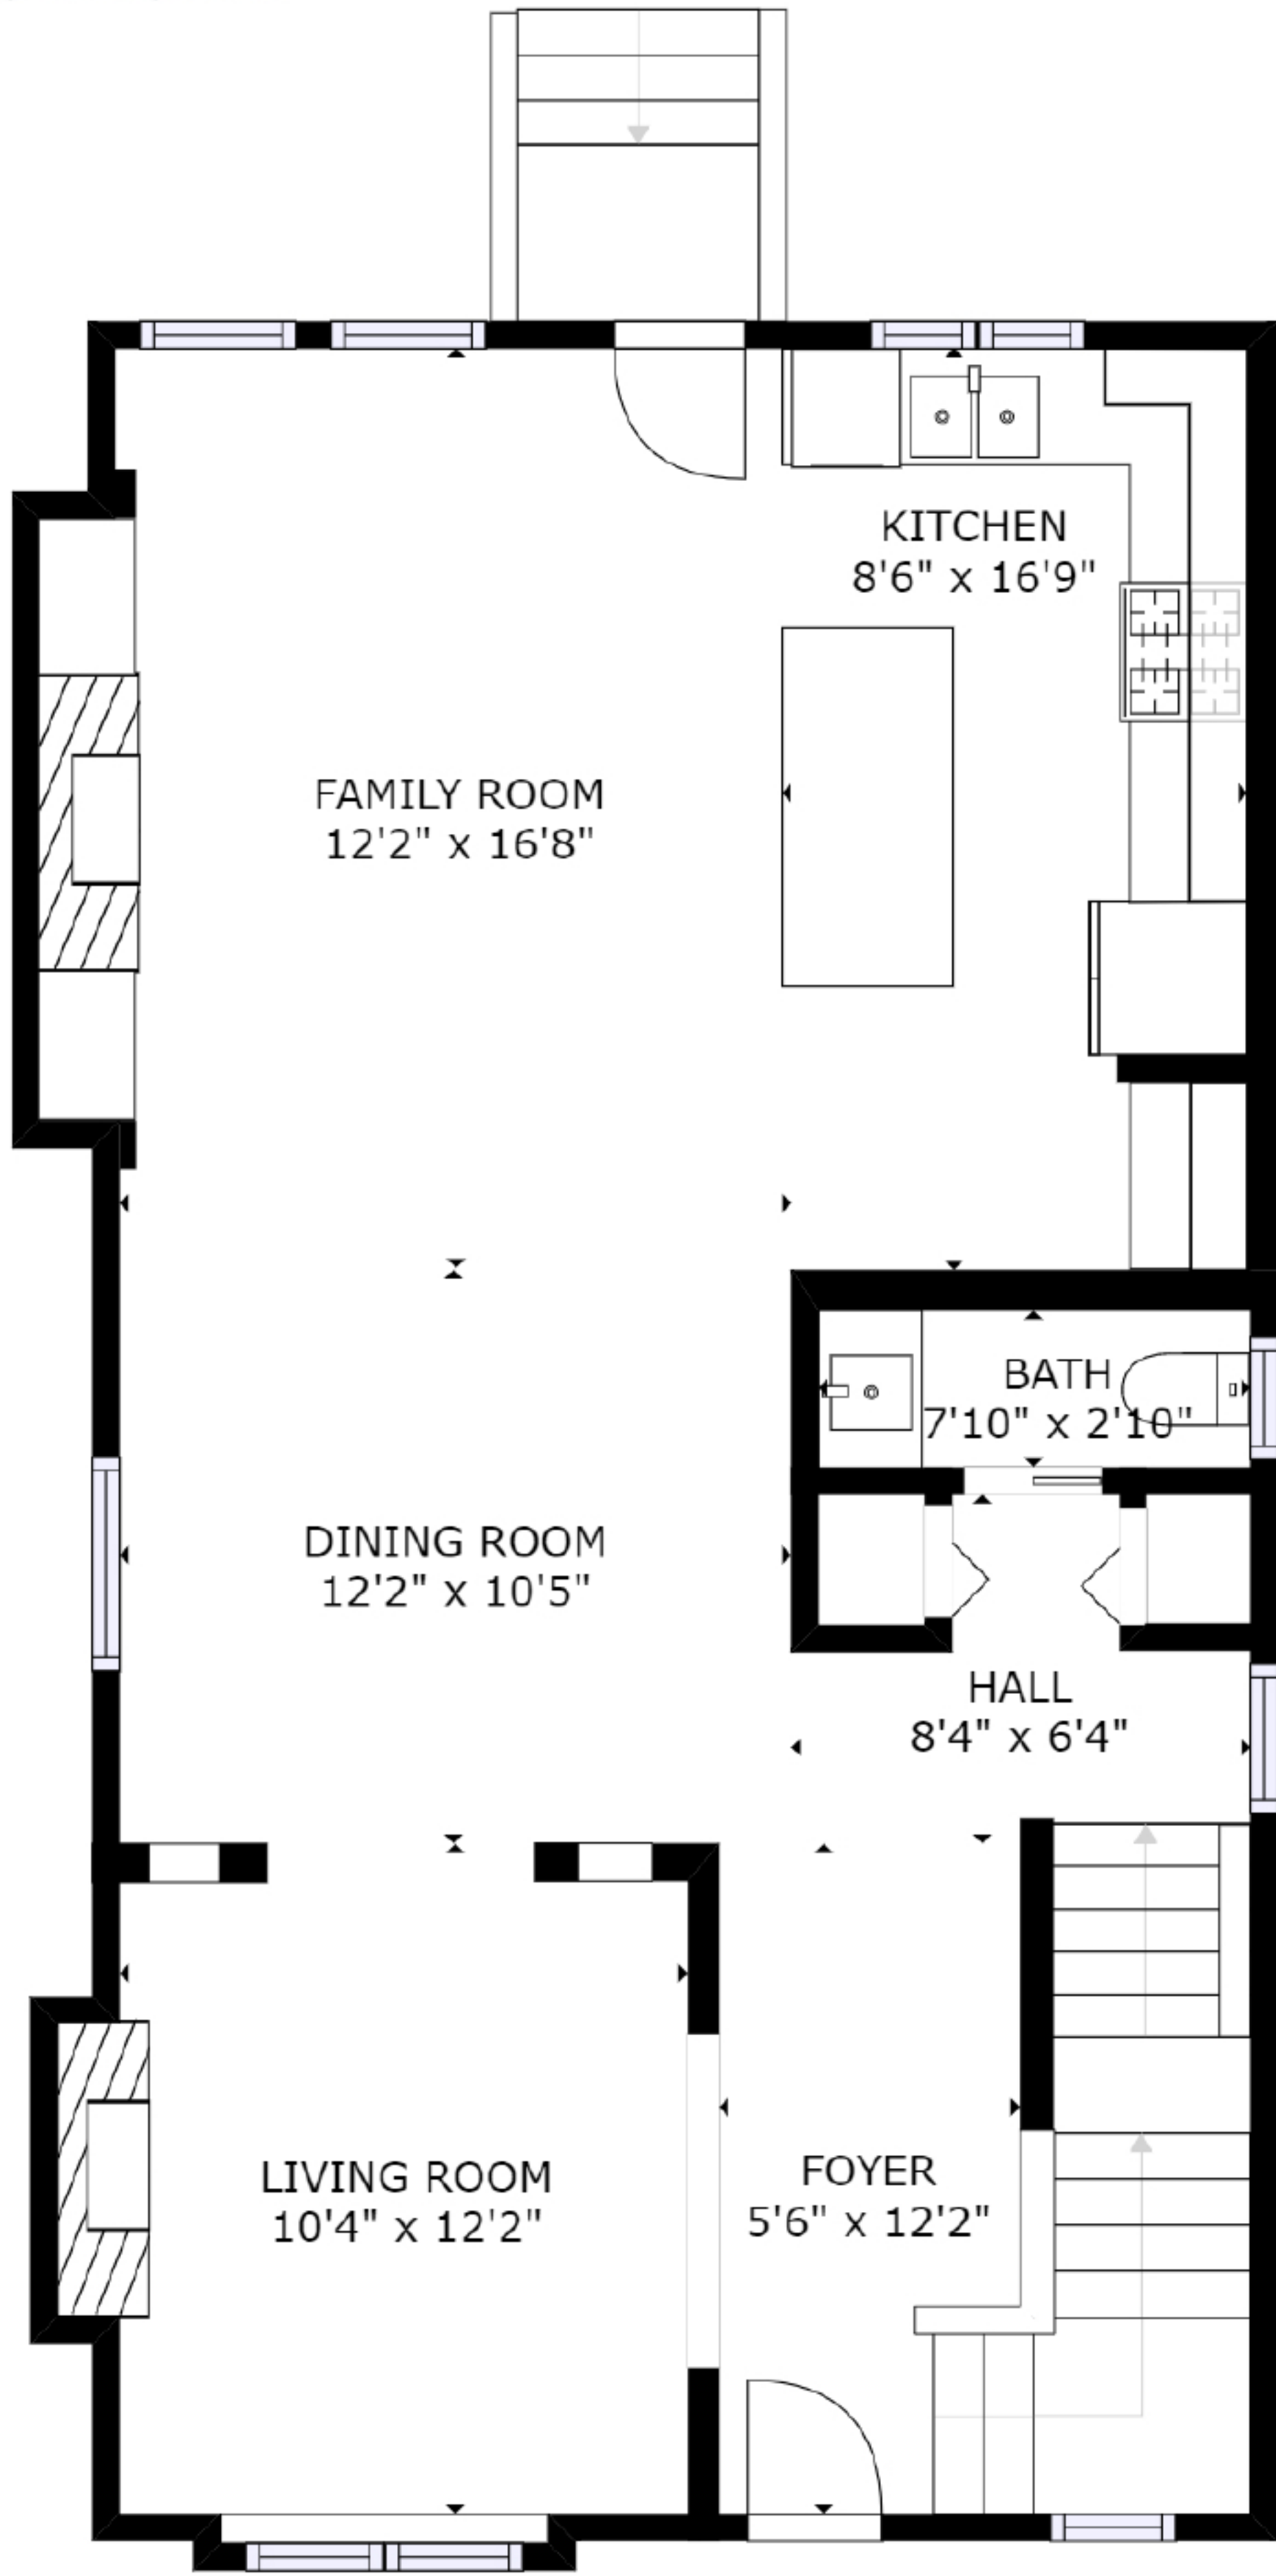 KITCHEN
8'6" x 16'9"
FAMILY ROOM
12'2" x 16'8"
BATH
7'10" x 2'10"
DINING ROOM
12'2" x 10'5"
HALL
8'4" x 6'4"
LIVING ROOM
10'4" x 12'2"
FOYER
5'6" x 12'2"